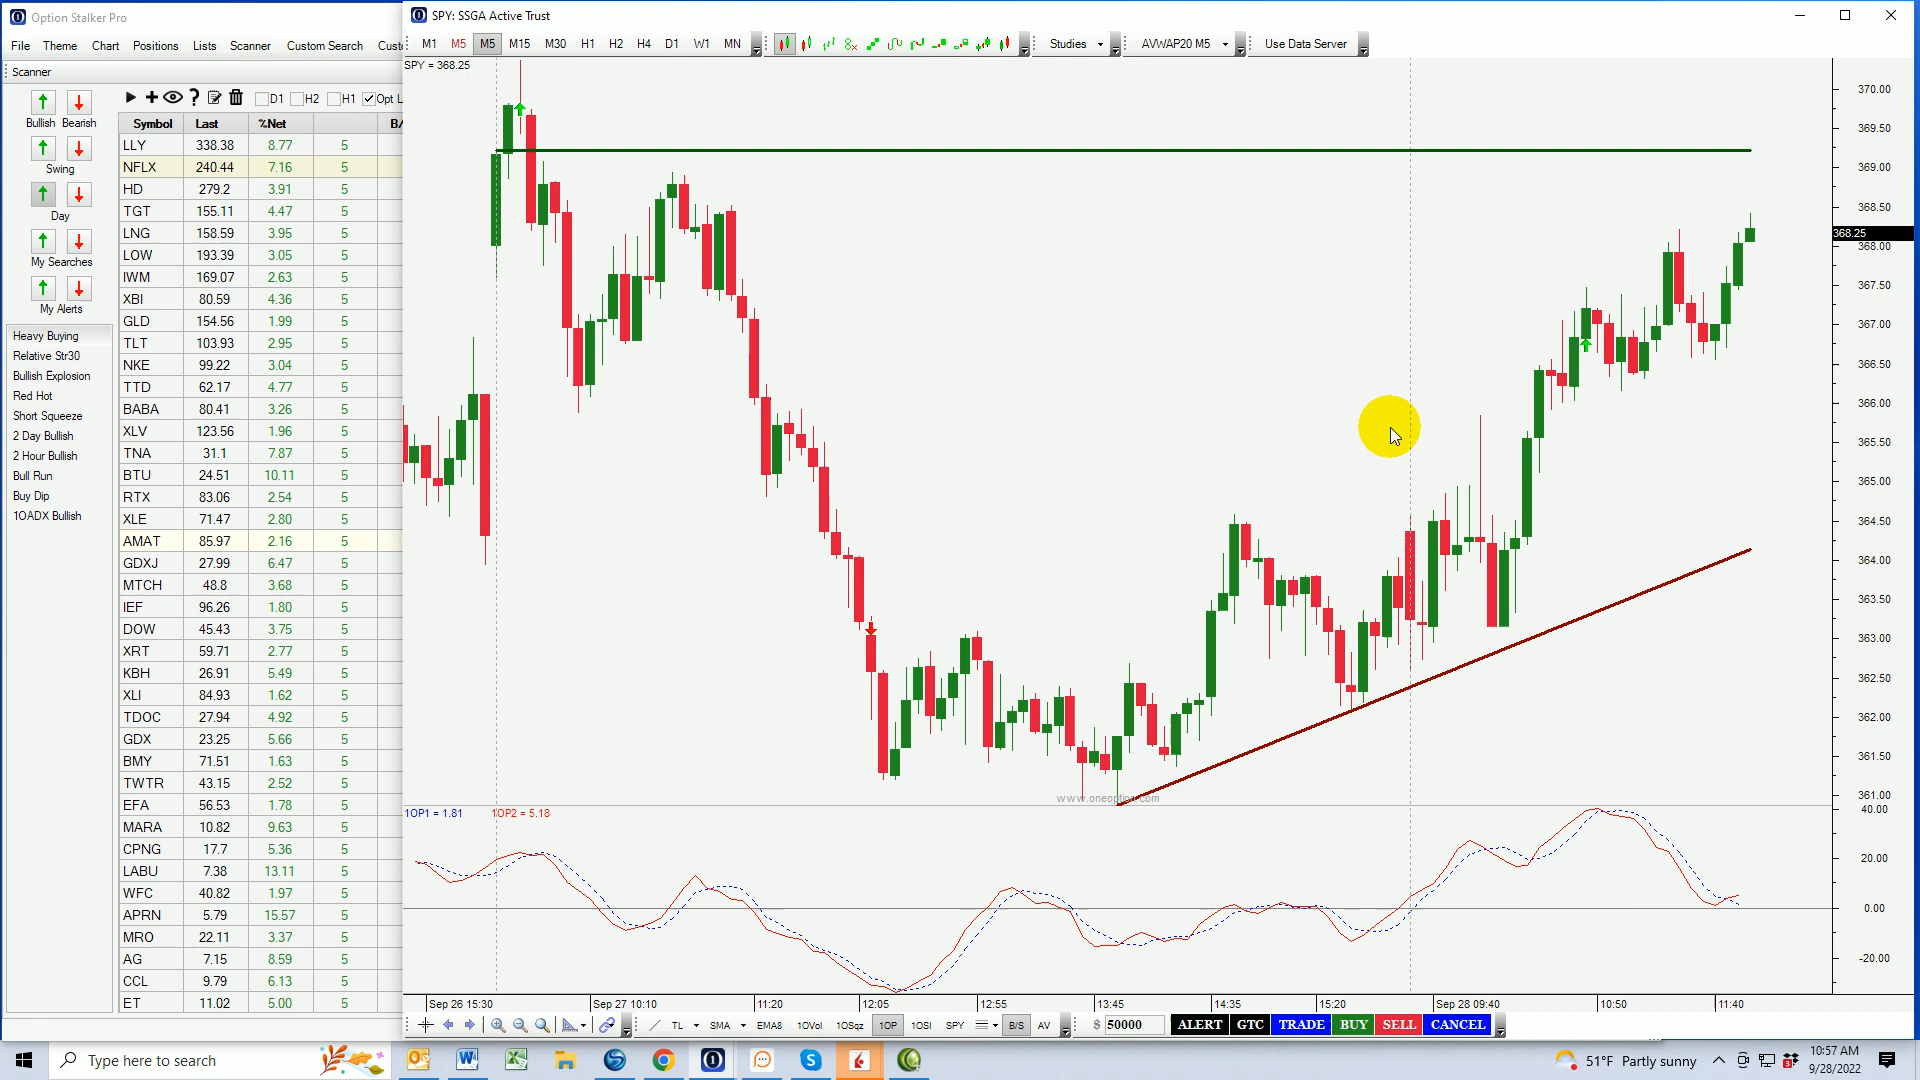 Option Stalker Pro
SPY: SSGA Active Trust
File Theme Chart Positions Lists Scanner Custom Search
M1 M5 M5 M15 M30 H1 H2 H4 D1 W1 MN Studies AVWAP20 M5 Use Data Server
Scanner
SPY = 368.25
D1 H2 H1 Opt L
Bullish Bearish
Swing
Day
My Searches
My Alerts
Heavy Buying
Relative Str30
Bullish Explosion
Red Hot
Short Squeeze
2 Day Bullish
2 Hour Bullish
Bull Run
Buy Dip
1OADX Bullish
Symbol Last %Net B/
LLY 338.38 8.77 5
NFLX 240.44 7.16 5
HD 279.2 3.91 5
TGT 155.11 4.47 5
LNG 158.59 3.95 5
LOW 193.39 3.05 5
IWM 169.07 2.63 5
XBI 80.59 4.36 5
GLD 154.56 1.99 5
TLT 103.93 2.95 5
NKE 99.22 3.04 5
TTD 62.17 4.77 5
BABA 80.41 3.26 5
XLV 123.56 1.96 5
TNA 31.1 7.87 5
BTU 24.51 10.11 5
RTX 83.06 2.54 5
XLE 71.47 2.80 5
AMAT 85.97 2.16 5
GDXJ 27.99 6.47 5
MTCH 48.8 3.68 5
IEF 96.26 1.80 5
DOW 45.43 3.75 5
XRT 59.71 2.77 5
KBH 26.91 5.49 5
XLI 84.93 1.62 5
TDOC 27.94 4.92 5
GDX 23.25 5.66 5
BMY 71.51 1.63 5
TWTR 43.15 2.52 5
EFA 56.53 1.78 5
MARA 10.82 9.63 5
CPNG 17.7 5.36 5
LABU 7.38 13.11 5
WFC 40.82 1.97 5
APRN 5.79 15.57 5
MRO 22.11 3.37 5
AG 7.15 8.59 5
CCL 9.79 6.13 5
ET 11.02 5.00 5
370.00
369.50
369.00
368.50
368.25
368.00
367.50
367.00
366.50
366.00
365.50
365.00
364.50
364.00
363.50
363.00
362.50
362.00
361.50
361.00
www.oneoption.com
1OP1 = 1.81 1OP2 = 5.18
40.00
20.00
0.00
-20.00
Sep 26 15:30 Sep 27 10:10 11:20 12:05 12:55 13:45 14:35 15:20 Sep 28 09:40 10:50 11:40
TL SMA EMA8 1OVol 1OSqz 1OP 1OSI SPY B/S AV $ 50000 ALERT GTC TRADE BUY SELL CANCEL
Type here to search
51°F Partly sunny
10:57 AM
9/28/2022